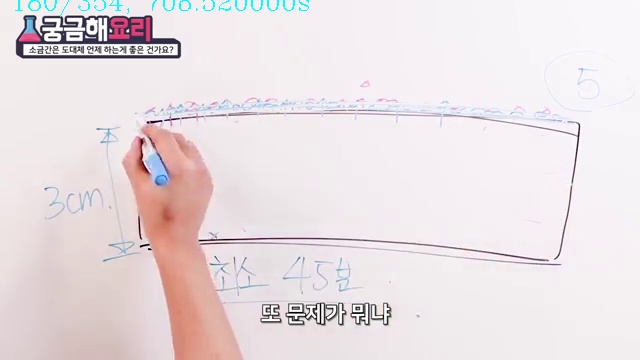 180/354, 708.520000s
궁금해요리
소금간은 도대체 언제 하는게 좋은 건가요?
5
3cm.
최소 45분
또 문제가 뭐냐